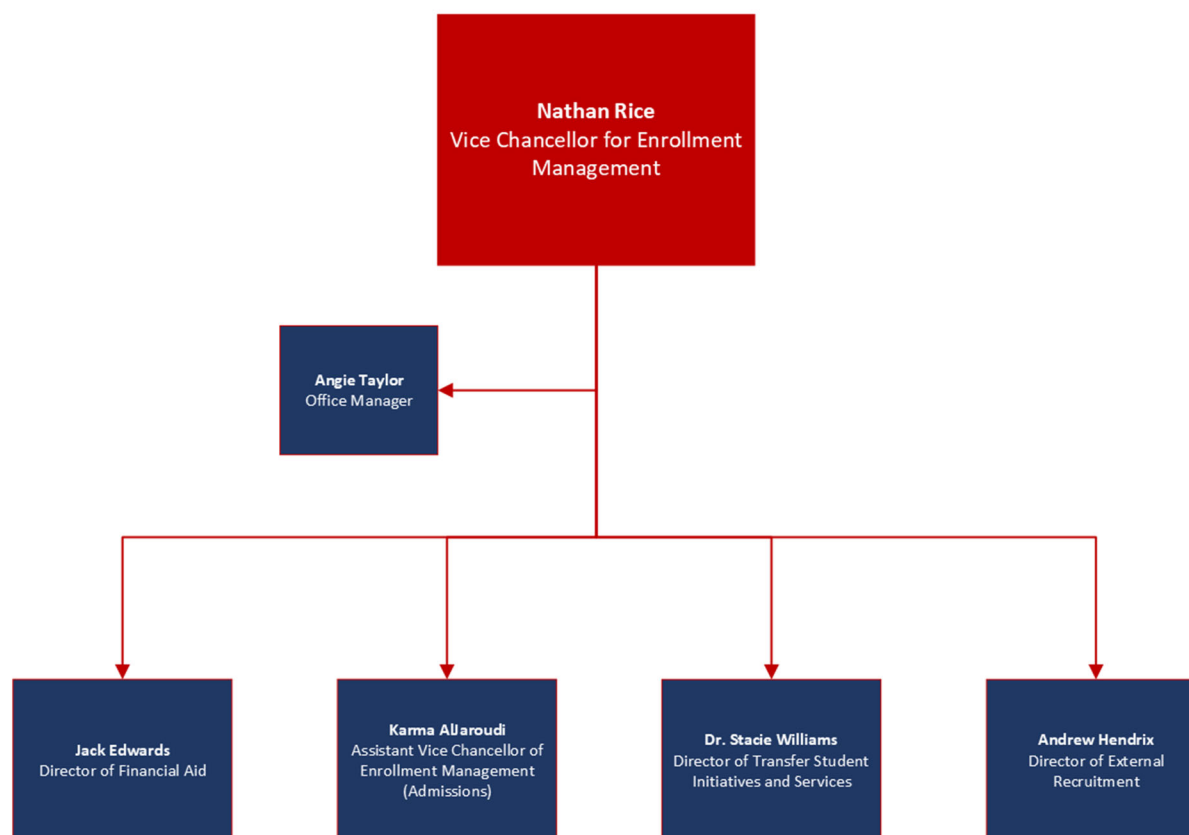 Nathan Rice
Vice Chancellor for Enrollment
Management
Angie Taylor
Office Manager
Jack Edwards
Director of Financial Aid
Karma AlJaroudi
Assistant Vice Chancellor of
Enrollment Management
(Admissions)
Dr. Stacie Williams
Director of Transfer Student
Initiatives and Services
Andrew Hendrix
Director of External
Recruitment